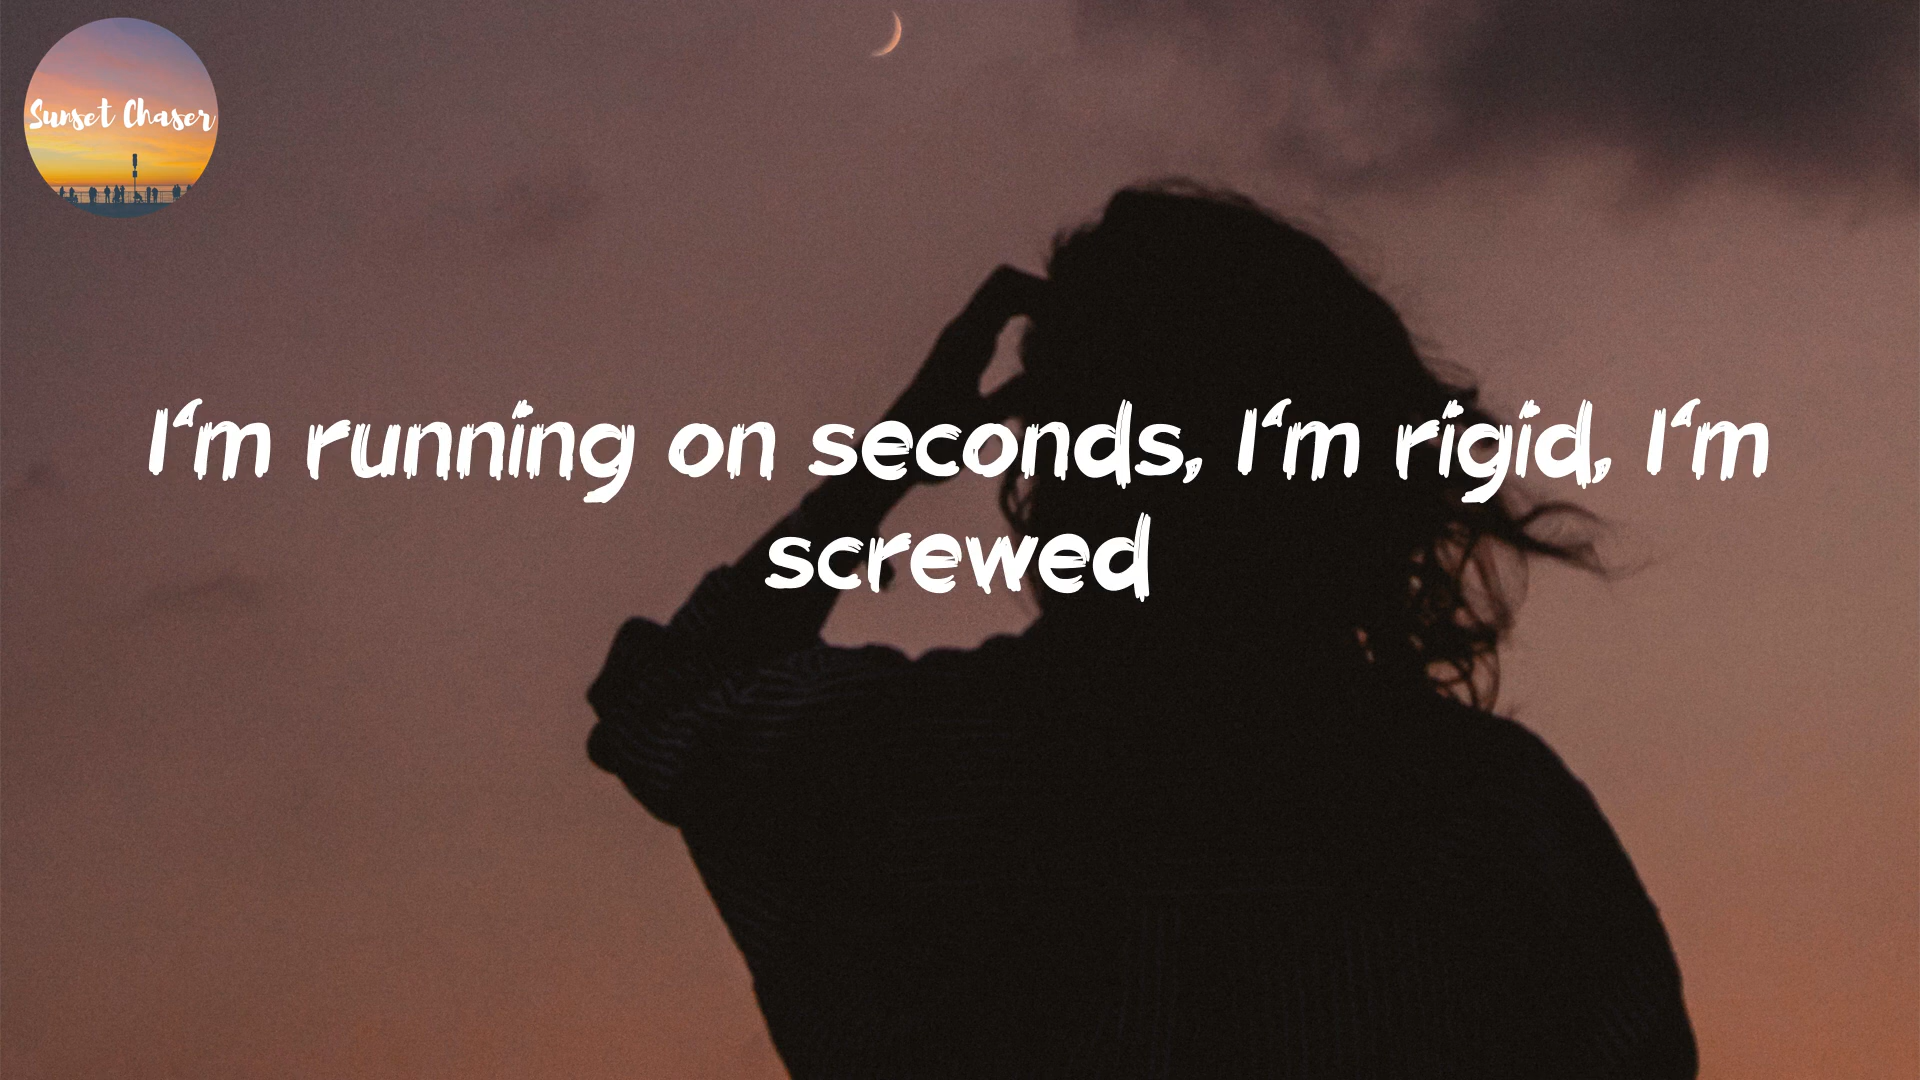 Sunset Chaser
I'm running on seconds, I'm rigid, I'm
screwed